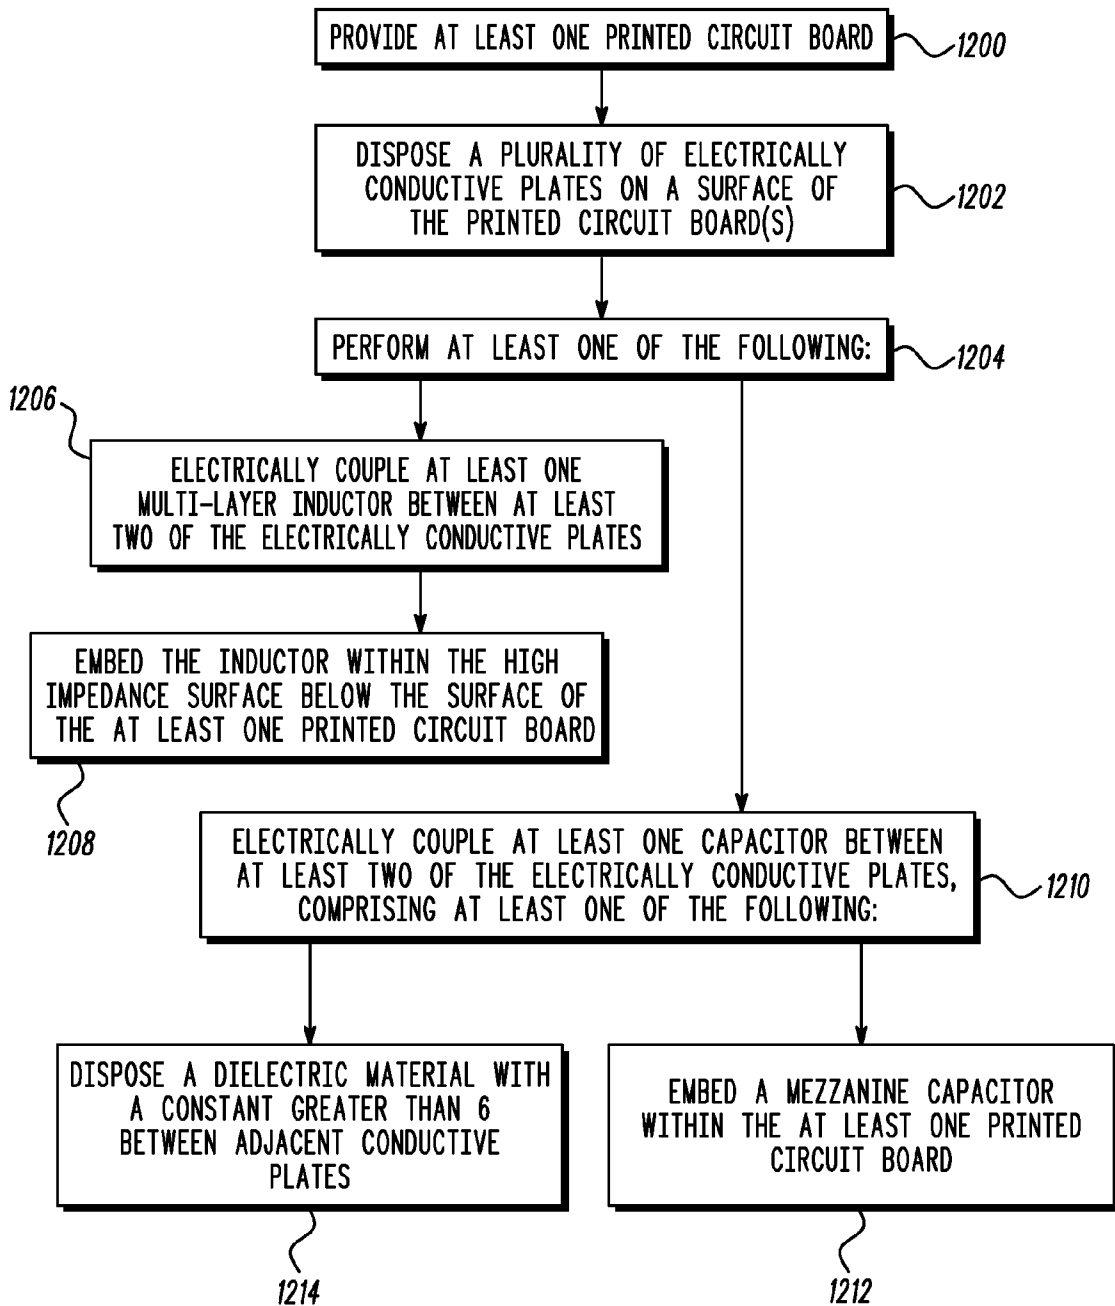 PROVIDE AT LEAST ONE PRINTED CIRCUIT BOARD
1200
DISPOSE A PLURALITY OF ELECTRICALLY
CONDUCTIVE PLATES ON A SURFACE OF
THE PRINTED CIRCUIT BOARD(S)
1202
PERFORM AT LEAST ONE OF THE FOLLOWING:
1204
1206
ELECTRICALLY COUPLE AT LEAST ONE
MULTI-LAYER INDUCTOR BETWEEN AT LEAST
TWO OF THE ELECTRICALLY CONDUCTIVE PLATES
EMBED THE INDUCTOR WITHIN THE HIGH
IMPEDANCE SURFACE BELOW THE SURFACE OF
THE AT LEAST ONE PRINTED CIRCUIT BOARD
1208
ELECTRICALLY COUPLE AT LEAST ONE CAPACITOR BETWEEN
AT LEAST TWO OF THE ELECTRICALLY CONDUCTIVE PLATES,
COMPRISING AT LEAST ONE OF THE FOLLOWING:
1210
DISPOSE A DIELECTRIC MATERIAL WITH
A CONSTANT GREATER THAN 6
BETWEEN ADJACENT CONDUCTIVE
PLATES
1214
EMBED A MEZZANINE CAPACITOR
WITHIN THE AT LEAST ONE PRINTED
CIRCUIT BOARD
1212